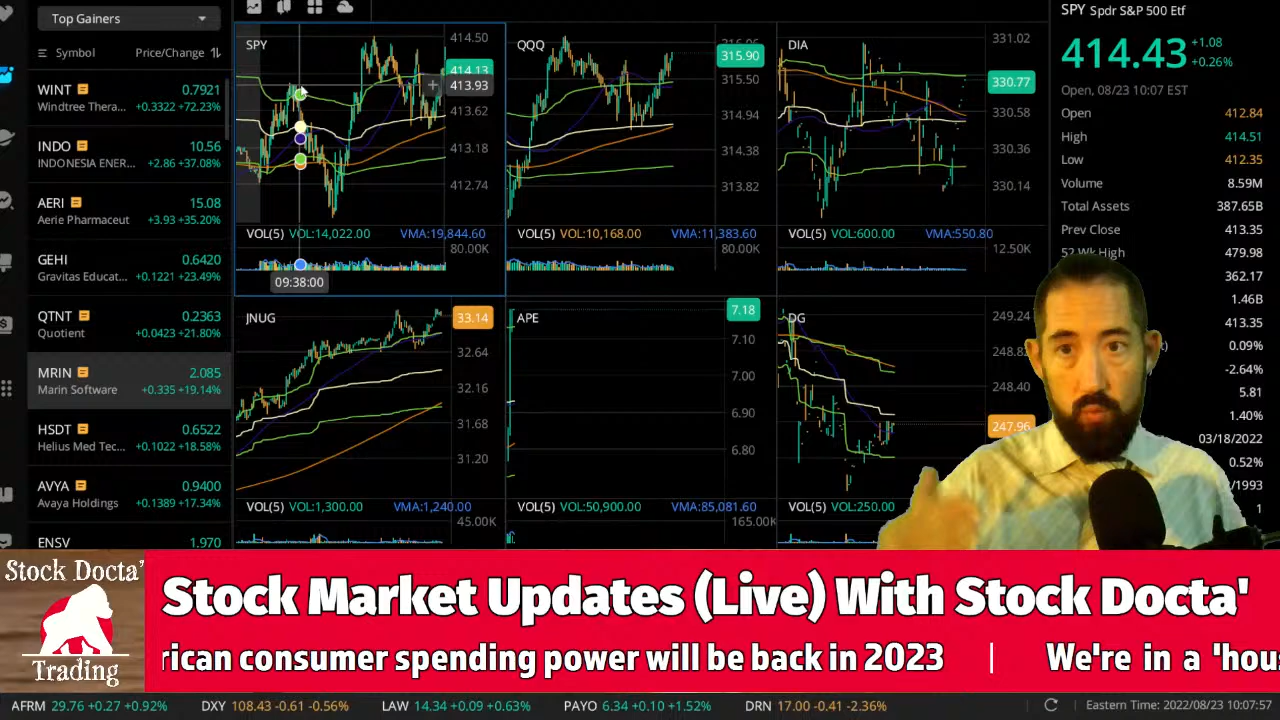 Top Gainers
Symbol Price/Change
WINT 0.7921
Windtree Thera... +0.3322 +72.23%
INDO 10.56
INDONESIA ENER... +2.86 +37.08%
AERI 15.08
Aerie Pharmaceut +3.93 +35.20%
GEHI 0.6420
Gravitas Educat... +0.1221 +23.49%
QTNT 0.2363
Quotient +0.0423 +21.80%
MRIN 2.085
Marin Software +0.335 +19.14%
HSDT 0.6522
Helius Med Tec... +0.1022 +18.58%
AVYA 0.9400
Avaya Holdings +0.1389 +17.34%
ENSV 1.970
SPY
414.50
414.13
413.93
413.62
413.18
412.74
VOL(5) VOL:14,022.00 VMA:19,844.60
80.00K
09:38:00
QQQ
315.90
315.50
314.94
314.38
313.82
VOL(5) VOL:10,168.00 VMA:11,383.60
80.00K
DIA
331.02
330.77
330.58
330.36
330.14
VOL(5) VOL:600.00 VMA:550.80
12.50K
JNUG
33.14
32.64
32.16
31.68
31.20
VOL(5) VOL:1,300.00 VMA:1,240.00
45.00K
APE
7.18
7.10
7.00
6.90
6.80
VOL(5) VOL:50,900.00 VMA:85,081.60
165.00K
DG
249.24
248.82
248.40
247.96
VOL(5) VOL:250.00
SPY Spdr S&P 500 Etf
414.43 +1.08
+0.26%
Open, 08/23 10:07 EST
Open 412.84
High 414.51
Low 412.35
Volume 8.59M
Total Assets 387.65B
Prev Close 413.35
52 Wk High 479.98
362.17
1.46B
413.35
0.09%
-2.64%
5.81
1.40%
03/18/2022
0.52%
/1993
1
Stock Docta'
Trading
Stock Market Updates (Live) With Stock Docta'
rican consumer spending power will be back in 2023 | We're in a 'hous
AFRM 29.76 +0.27 +0.92% DXY 108.43 -0.61 -0.56% LAW 14.34 +0.09 +0.63% PAYO 6.34 +0.10 +1.52% DRN 17.00 -0.41 -2.36% Eastern Time: 2022/08/23 10:07:57